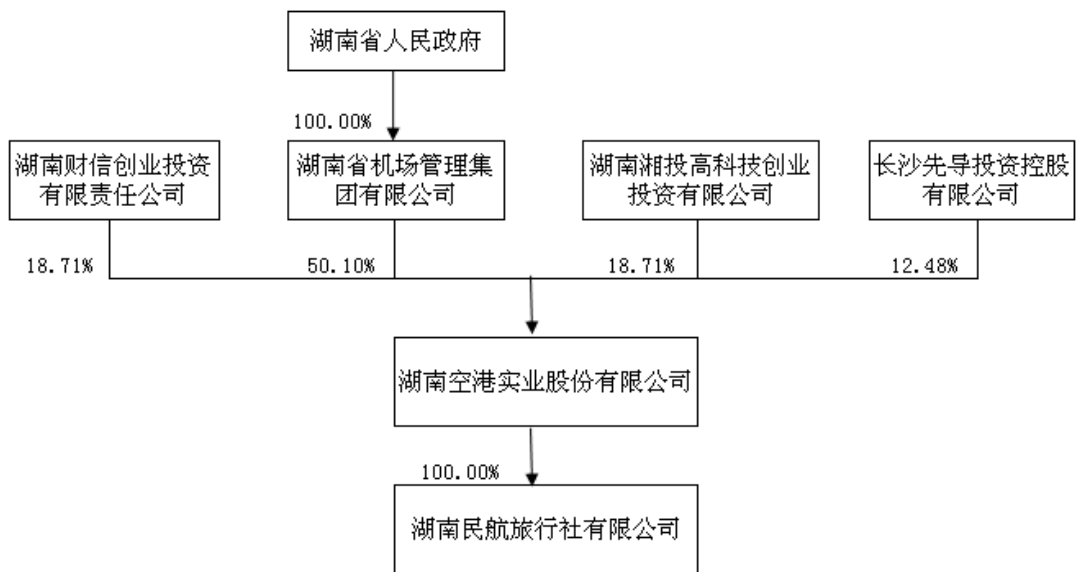 湖南省人民政府
100.00%
湖南财信创业投资
有限责任公司
湖南省机场管理集
团有限公司
湖南湘投高科技创业
投资有限公司
长沙先导投资控股
有限公司
18.71%
50.10%
18.71%
12.48%
湖南空港实业股份有限公司
100.00%
湖南民航旅行社有限公司